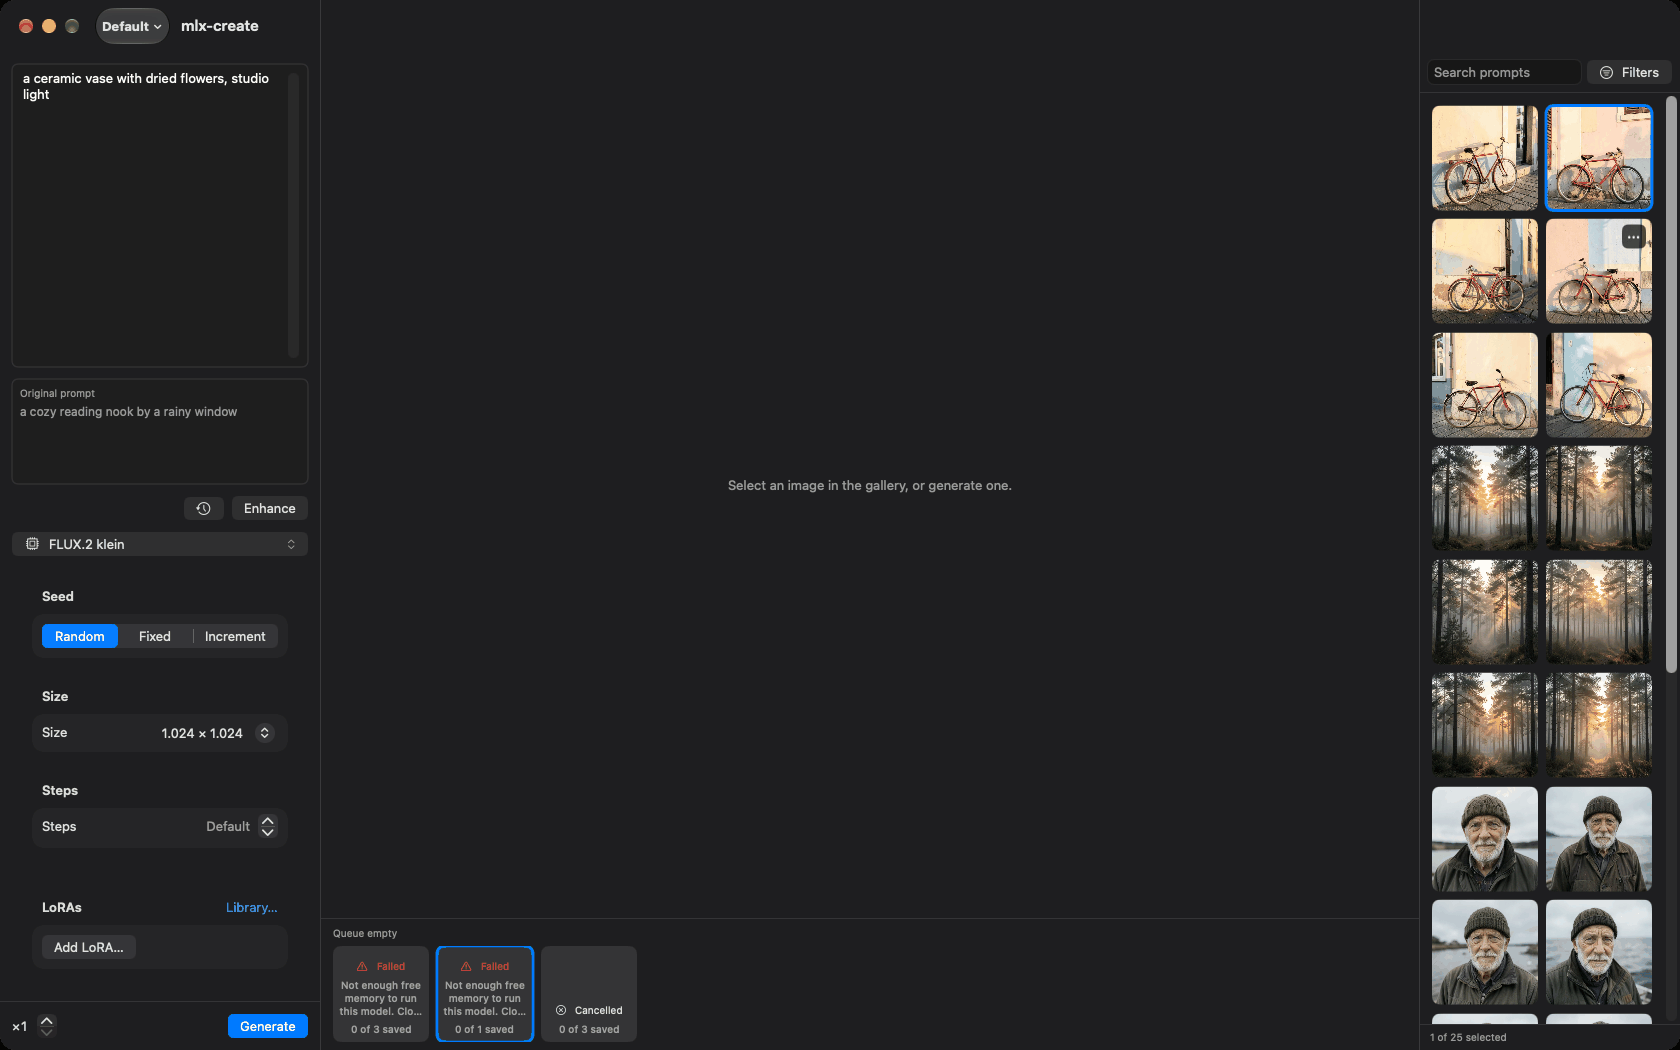 Default
mlx-create
a ceramic vase with dried flowers, studio
light
Original prompt
a cozy reading nook by a rainy window
Enhance
FLUX.2 klein
Seed
Random
Fixed
Increment
Size
Size
1.024 × 1.024
Steps
Steps
Default
LoRAs
Library...
Add LoRA...
×1
Generate
Select an image in the gallery, or generate one.
Queue empty
Failed
Not enough free
memory to run
this model. Clo...
0 of 3 saved
Failed
Not enough free
memory to run
this model. Clo...
0 of 1 saved
Cancelled
0 of 3 saved
Search prompts
Filters
1 of 25 selected